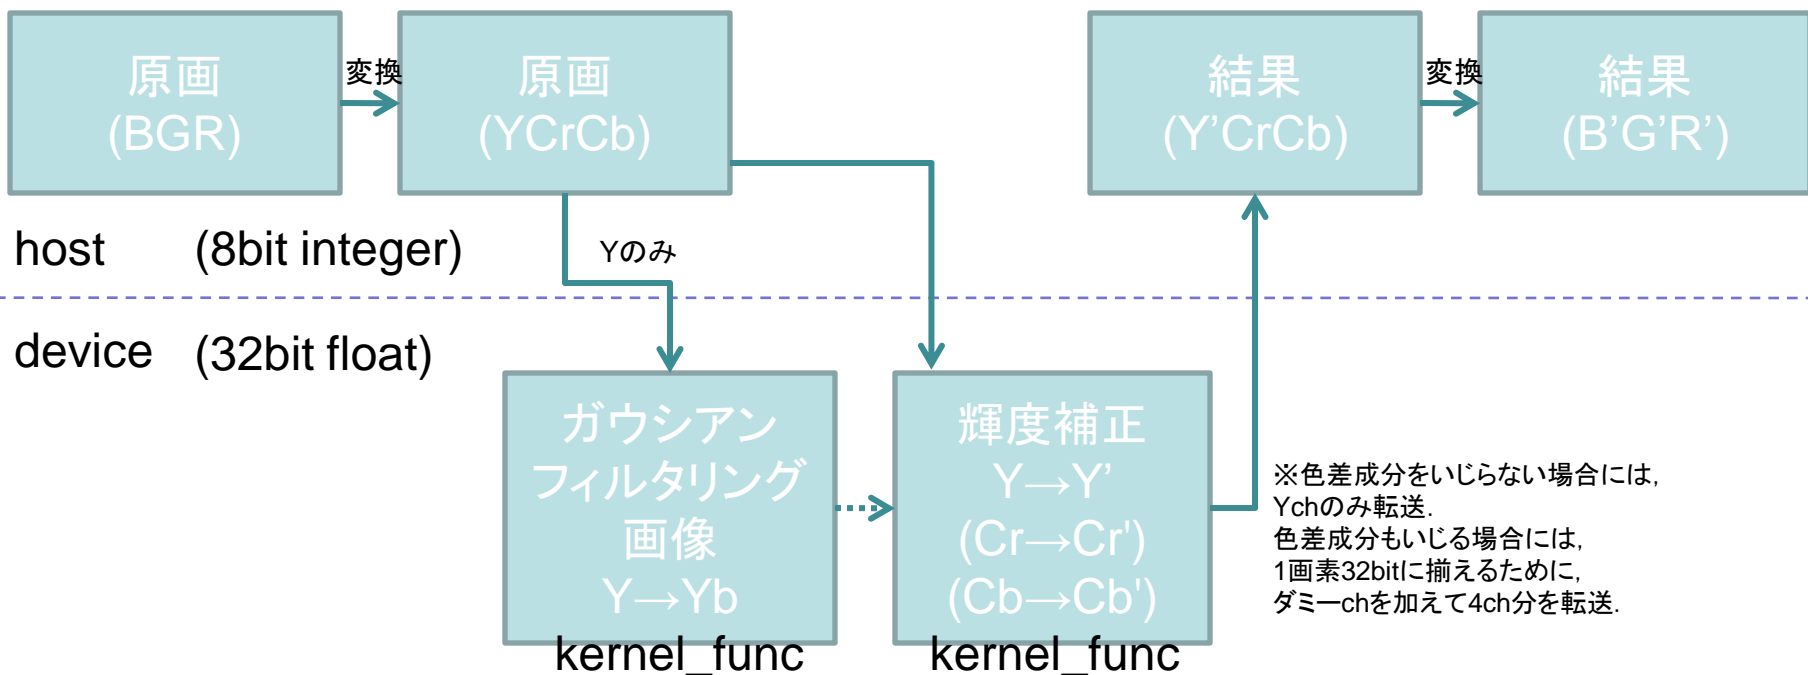 原画
(BGR)
変換
原画
(YCrCb)
結果
(Y’CrCb)
変換
結果
(B’G’R’)
host (8bit integer)
Yのみ
device (32bit float)
ガウシアン
フィルタリング
画像
Y→Yb
kernel_func
輝度補正
Y→Y’
(Cr→Cr')
(Cb→Cb')
kernel_func
※色差成分をいじらない場合には,
Ychのみ転送.
色差成分もいじる場合には,
1画素32bitに揃えるために,
ダミーchを加えて4ch分を転送.